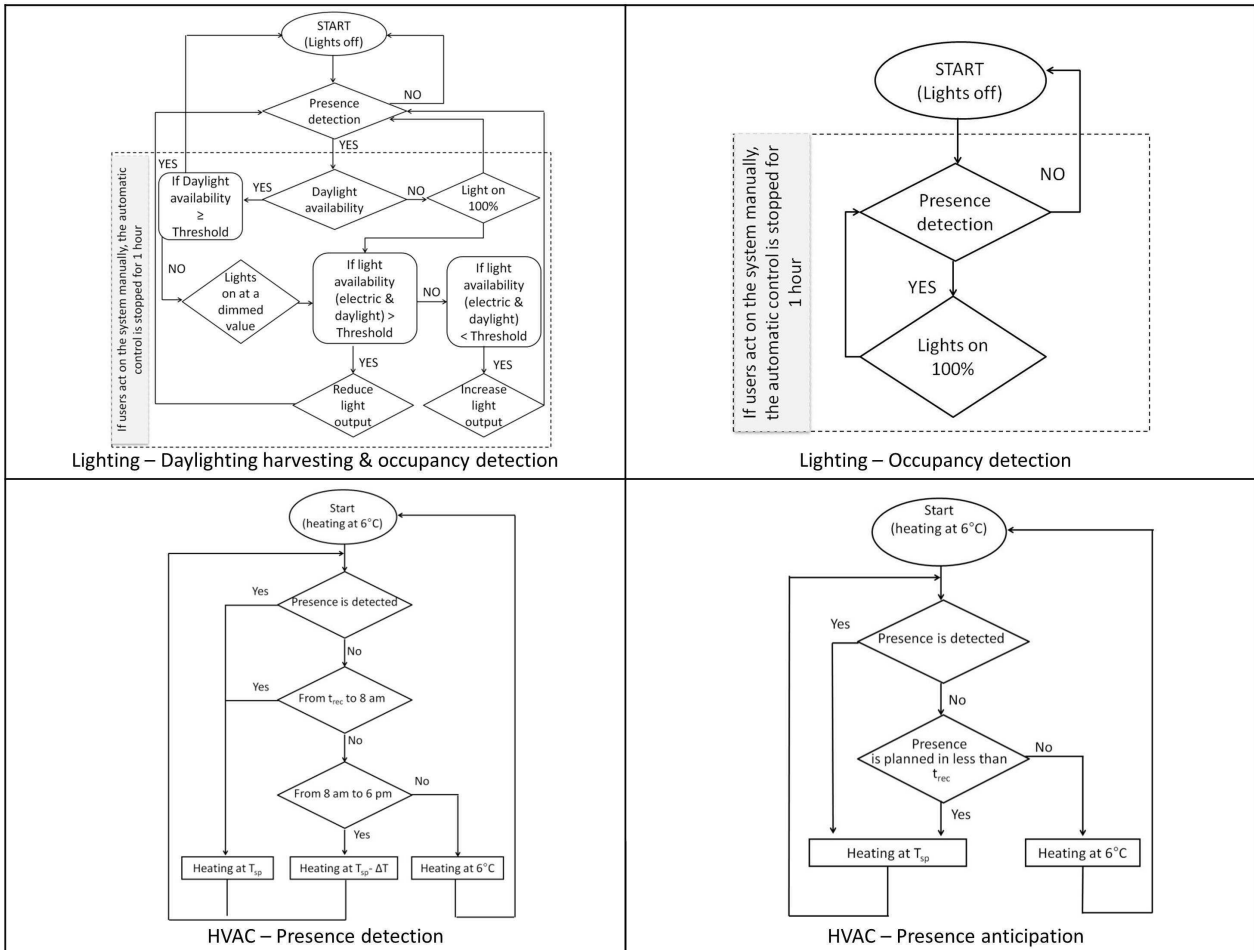 START
(Lights off)
NO
Presence
detection
YES
YES
If Daylight
availability
≥
Threshold
YES
Daylight
availability
NO
Light on
100%
NO
Lights
on at a
dimmed
value
If light
availability
(electric &
daylight) >
Threshold
NO
If light
availability
(electric &
daylight)
< Threshold
YES
YES
Reduce
light
output
Increase
light
output
If users act on the system manually, the automatic
control is stopped for 1 hour
Lighting – Daylighting harvesting & occupancy detection
START
(Lights off)
NO
Presence
detection
YES
Lights on
100%
If users act on the system manually,
the automatic control is stopped for
1 hour
Lighting – Occupancy detection
Start
(heating at 6°C)
Yes
Presence is detected
No
Yes
From t_rec to 8 am
No
From 8 am to 6 pm
No
Yes
Heating at T_sp
Heating at T_sp- ΔT
Heating at 6°C
HVAC – Presence detection
Start
(heating at 6°C)
Yes
Presence is detected
No
Presence
is planned in less than
t_rec
No
Yes
Heating at T_sp
Heating at 6°C
HVAC – Presence anticipation